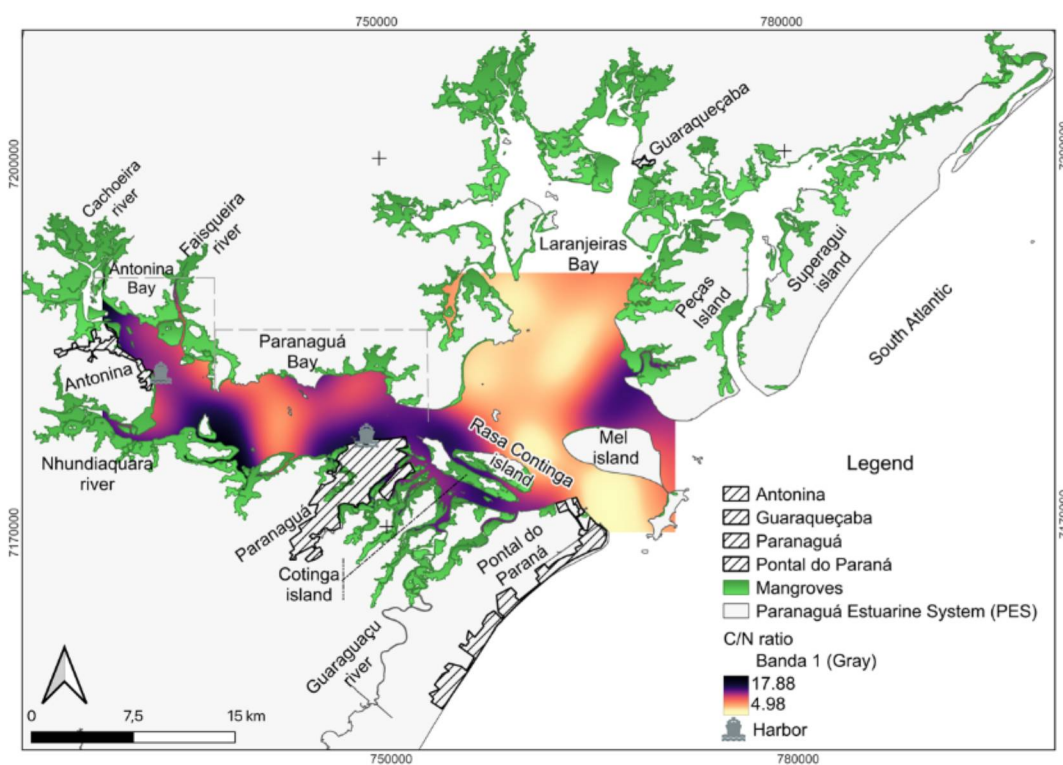 750000
780000
7200000
Guaraqueçaba
Cachoeira
river
Faisqueira
river
Antonina
Bay
Laranjeiras
Bay
Superagui
island
Peças
Island
South Atlantic
Paranaguá
Bay
Antonina
Rasa Continga
island
Mel
island
Nhundiaquara
river
Paranaguá
Pontal do
Paraná
Cotinga
island
Guaraguaçu
river
7170000
Legend
Antonina
Guaraqueçaba
Paranaguá
Pontal do Paraná
Mangroves
Paranaguá Estuarine System (PES)
C/N ratio
Banda 1 (Gray)
17.88
4.98
Harbor
0
7,5
15 km
750000
780000